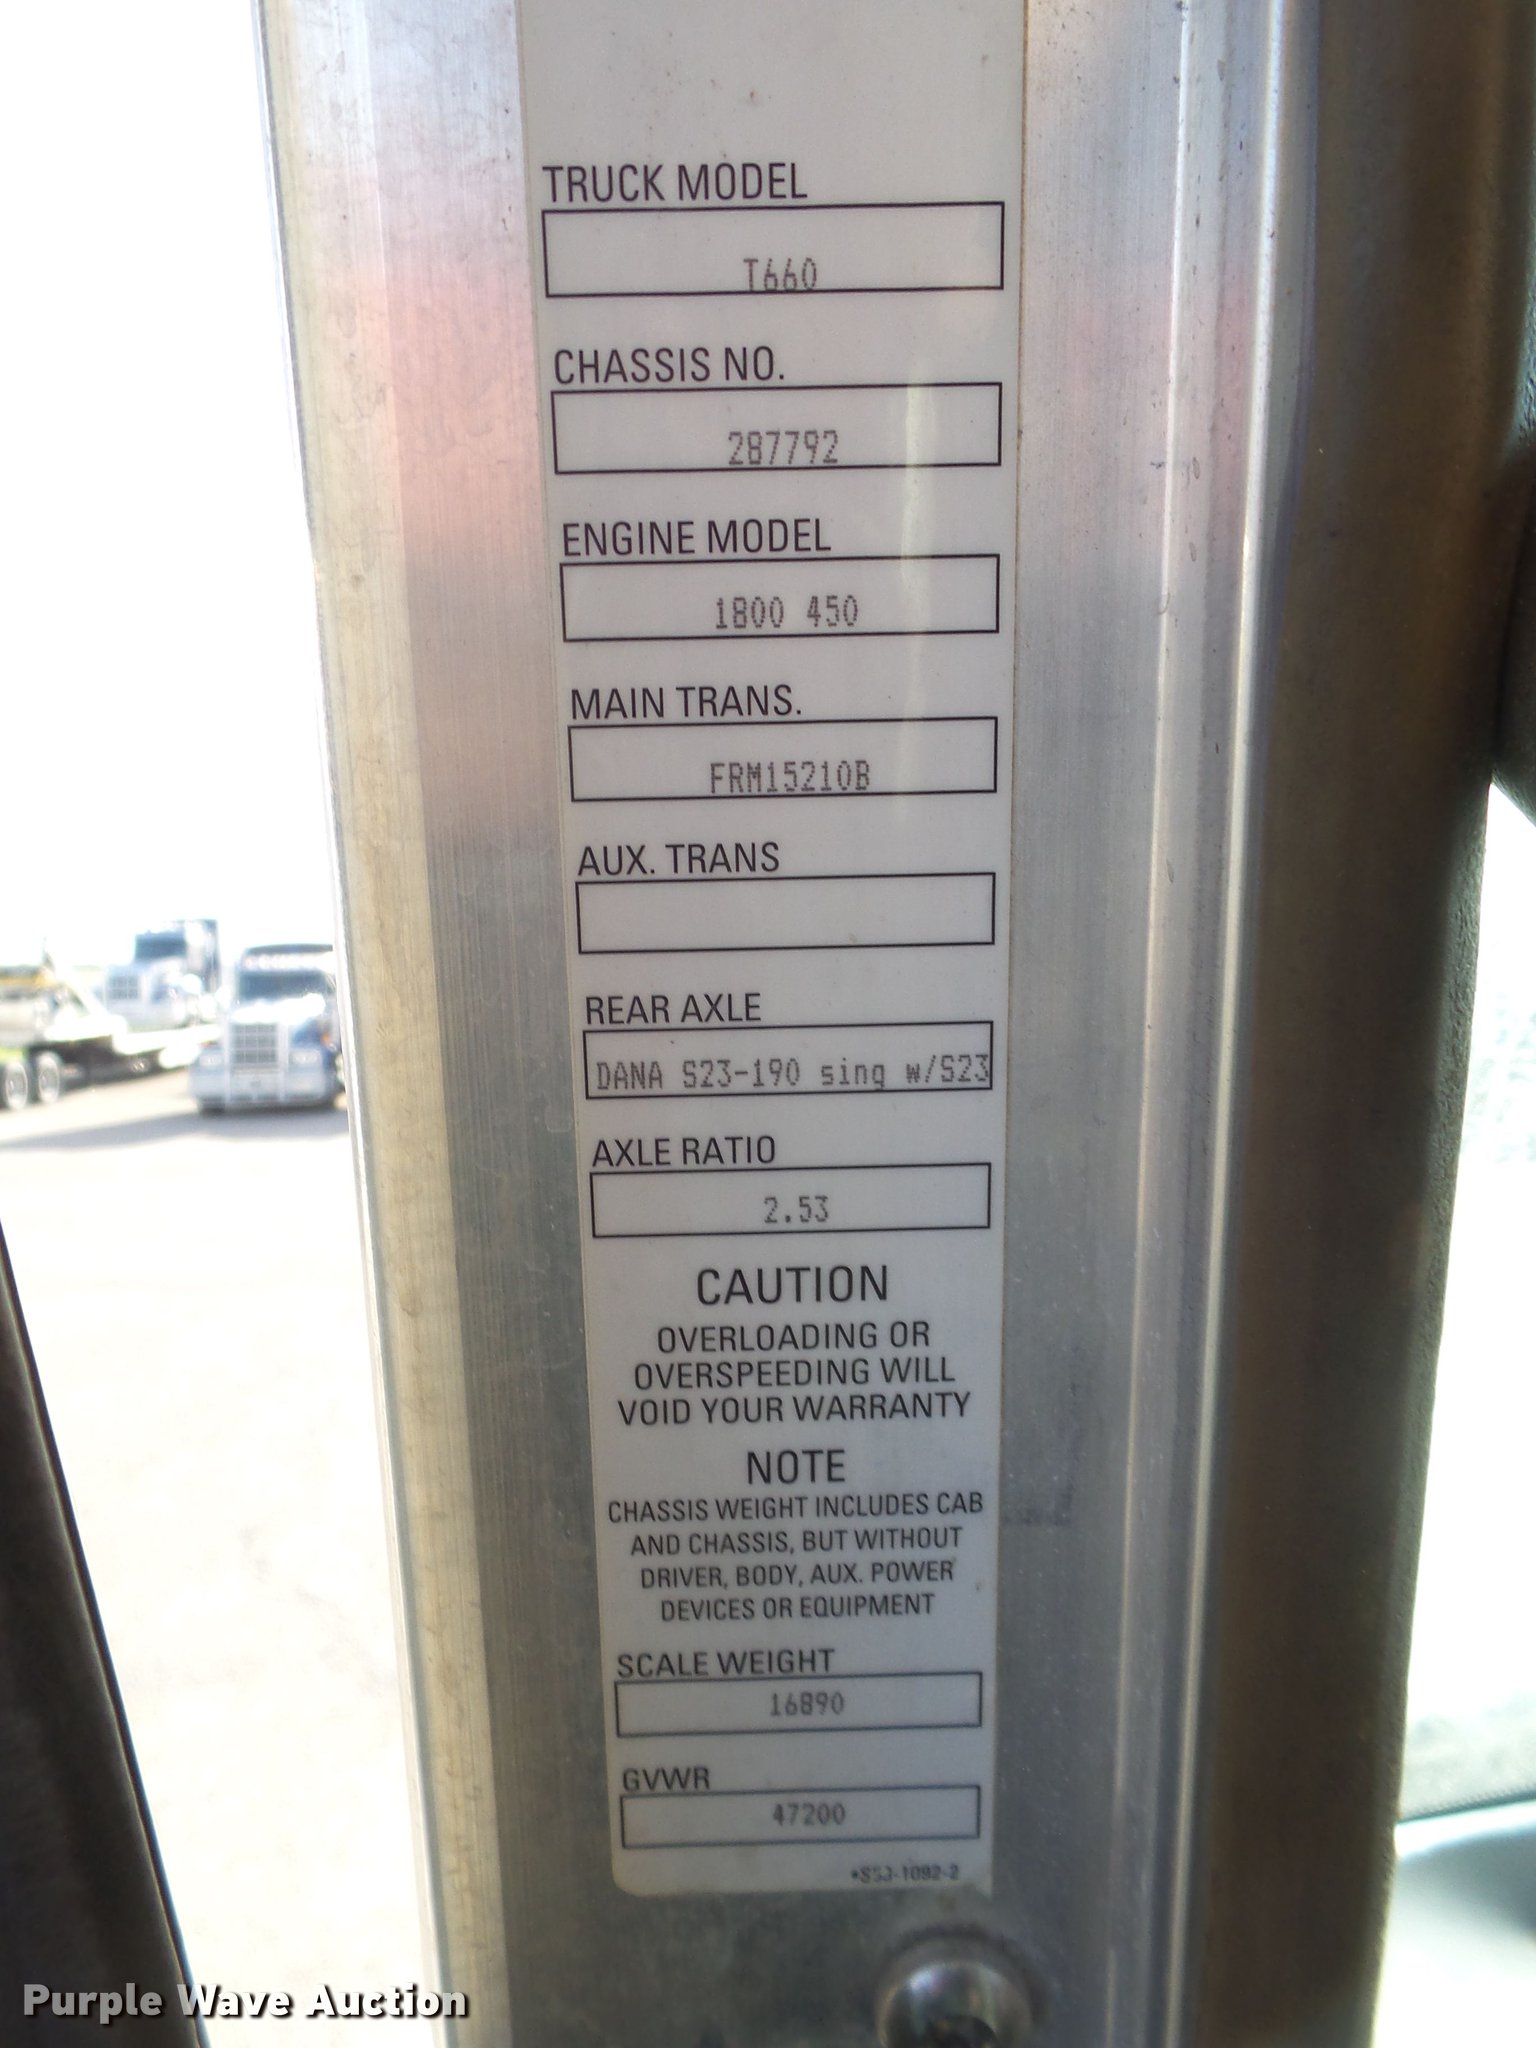 TRUCK MODEL
T660
CHASSIS NO.
287792
ENGINE MODEL
1800 450
MAIN TRANS.
FRM15210B
AUX. TRANS
REAR AXLE
DANA S23-190 sing w/S23
AXLE RATIO
2.53
CAUTION
OVERLOADING OR
OVERSPEEDING WILL
VOID YOUR WARRANTY
NOTE
CHASSIS WEIGHT INCLUDES CAB
AND CHASSIS, BUT WITHOUT
DRIVER, BODY, AUX. POWER
DEVICES OR EQUIPMENT
SCALE WEIGHT
16890
GVWR
47200
Purple Wave Auction